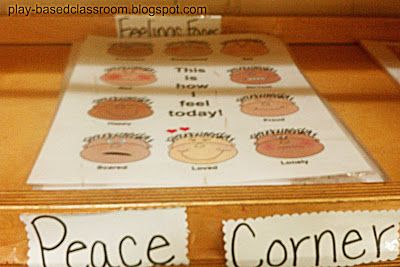 play-basedclassroom.blogspot.com
Feelings Faces
This
is
how
I
feel
today!
Happy
Proud
Scared
Loved
Lonely
Peace Corner